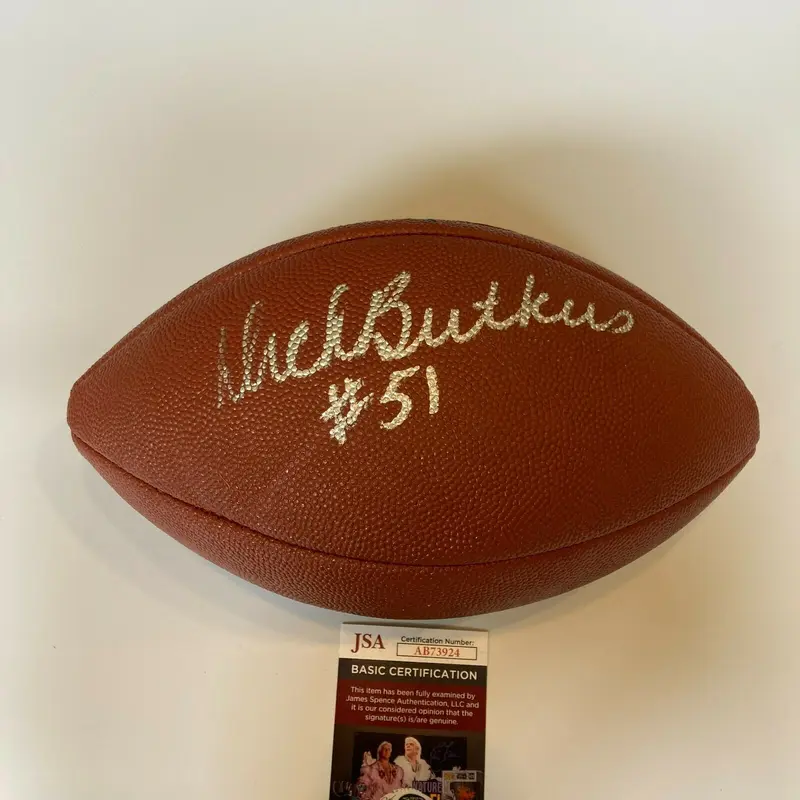 Dick Butkus
#51
JSA
Certification Number:
AB73924
BASIC CERTIFICATION
This item has been fully examined by
James Spence Authentication, LLC and
it is our considered opinion that the
signature(s) is/are genuine.